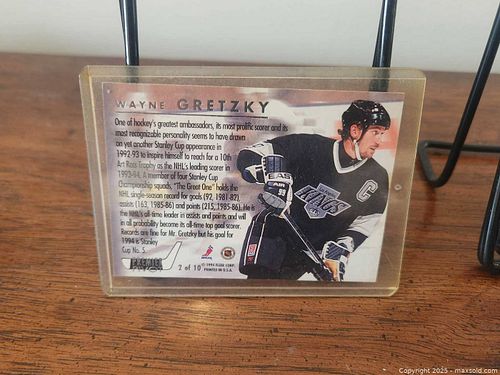 WAYNE GRETZKY
One of hockey's greatest ambassadors, its most prolific scorer and its
most recognizable personality seems to have drawn
on yet another Stanley Cup appearance in
1992-93 to inspire himself to reach for a 10th
Art Ross Trophy as the NHL's leading scorer in
1993-94. A member of four Stanley Cup
Championship squads, "The Great One" holds the
NHL single-season record for goals (92, 1981-82)
assists (163, 1985-86) and points (215, 1985-86). He is
the NHL's all-time leader in assists and points and will
in all probability become its all-time top goal scorer.
Records are fine for Mr. Gretzky but his goal for
1994 is Stanley
Cup No. 5.
PREMIER
2 of 10
© 1994 FLEER CORP.
PRINTED IN U.S.A.
KINGS
C
99
Copyright 2025 - maxsold.com